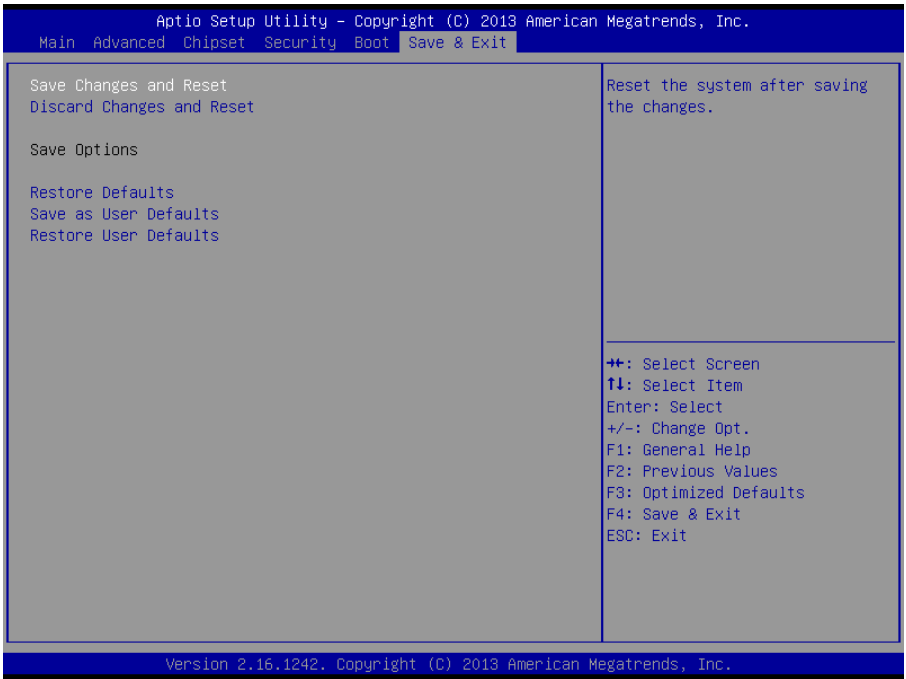 Aptio Setup Utility – Copyright (C) 2013 American Megatrends, Inc.
Main Advanced Chipset Security Boot Save & Exit
Save Changes and Reset
Discard Changes and Reset
Save Options
Restore Defaults
Save as User Defaults
Restore User Defaults
Reset the system after saving
the changes.
→←: Select Screen
↑↓: Select Item
Enter: Select
+/-: Change Opt.
F1: General Help
F2: Previous Values
F3: Optimized Defaults
F4: Save & Exit
ESC: Exit
Version 2.16.1242. Copyright (C) 2013 American Megatrends, Inc.